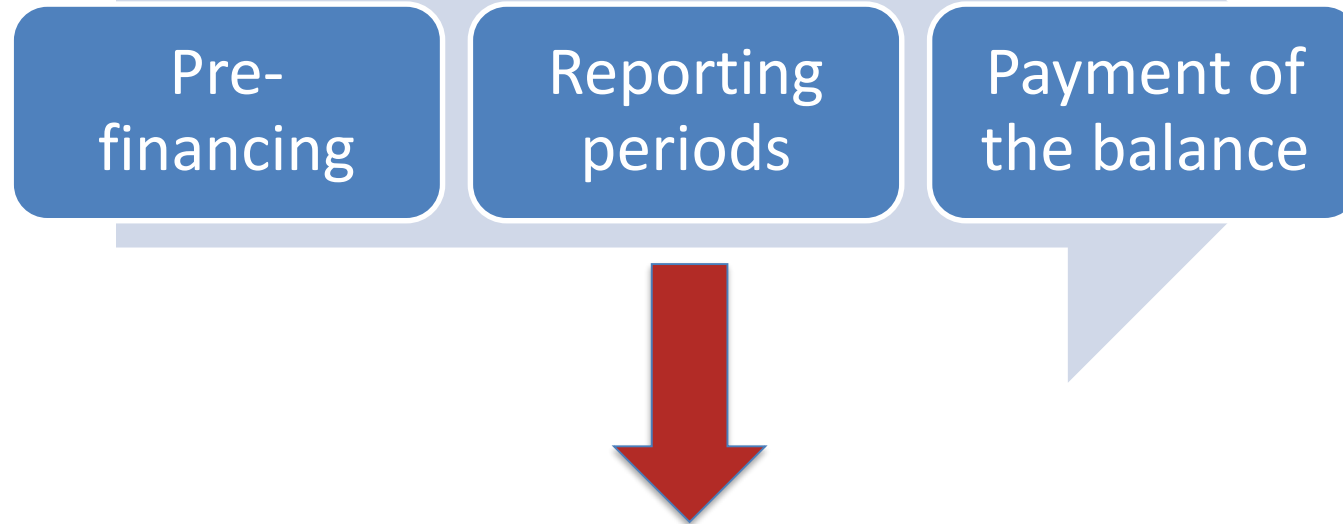 Pre-
financing
Reporting
periods
Payment of
the balance